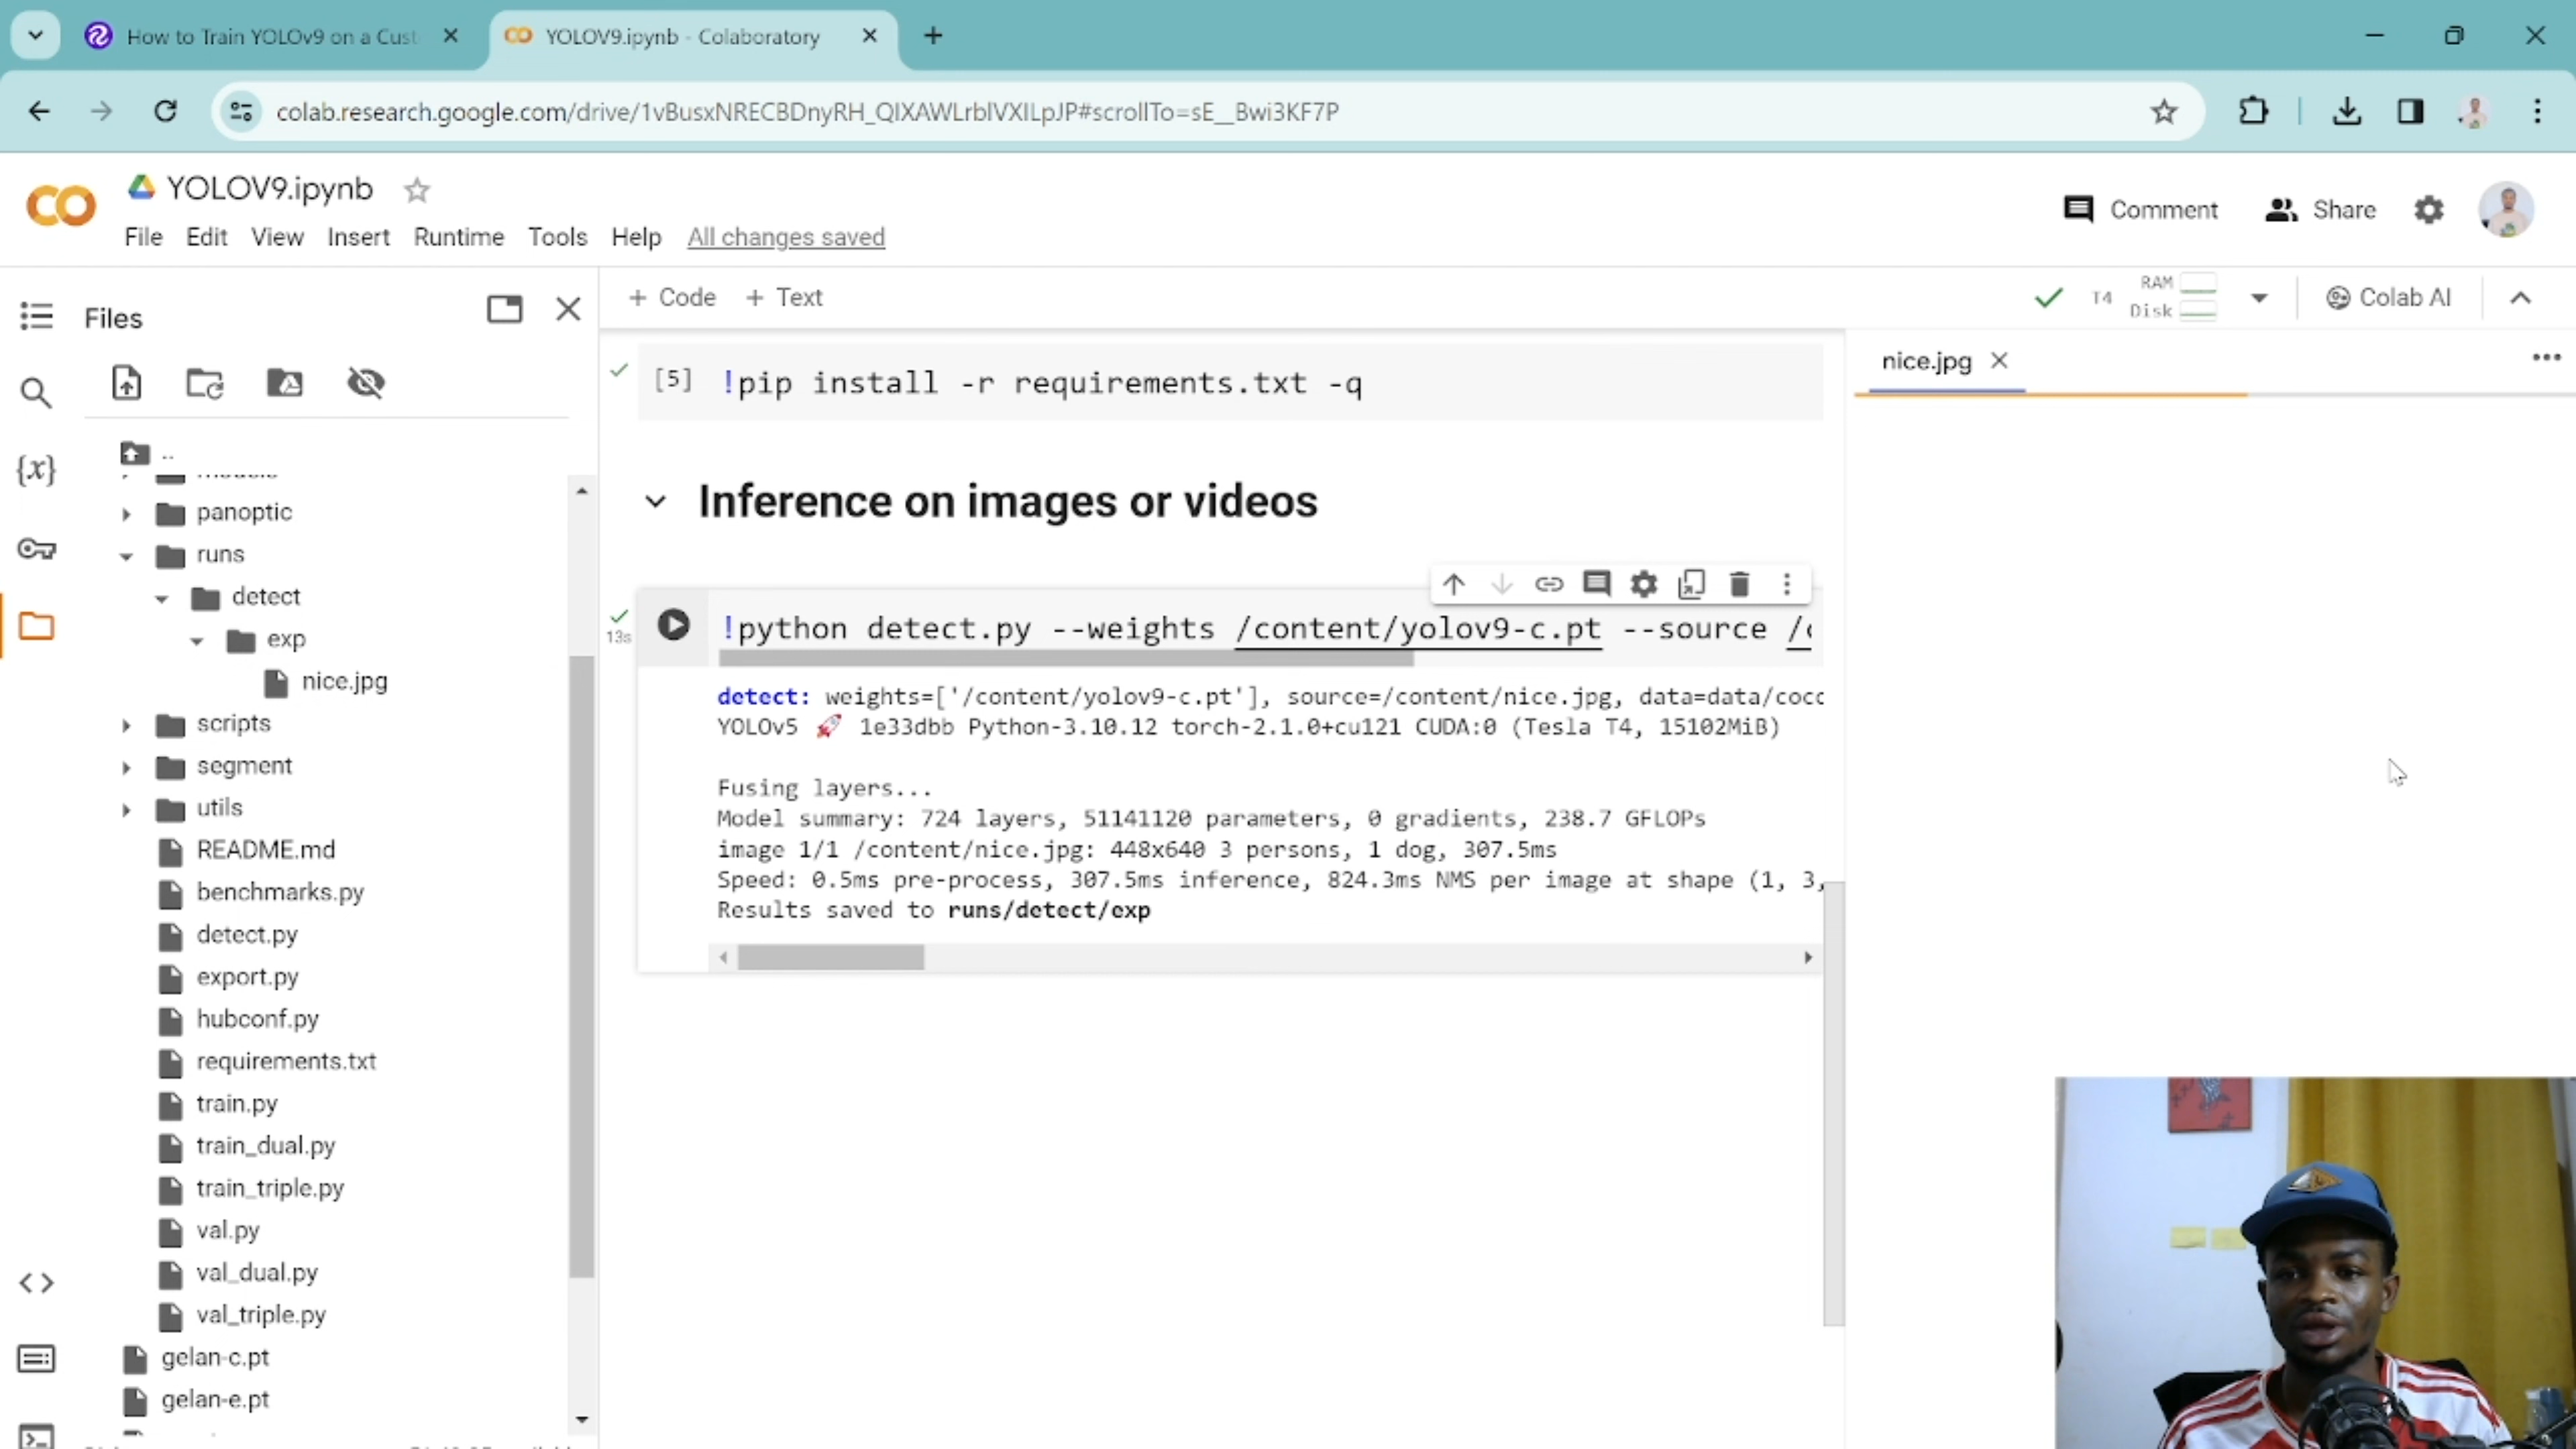 How to Train YOLOv9 on a Cust
YOLOV9.ipynb - Colaboratory
colab.research.google.com/drive/1vBusxNRECBDnyRH_QIXAWLrblVXILpJP#scrollTo=sE__Bwi3KF7P
YOLOV9.ipynb
File Edit View Insert Runtime Tools Help All changes saved
Comment Share
Files
+ Code + Text
T4 RAM
Disk
Colab AI
..
panoptic
runs
detect
exp
nice.jpg
scripts
segment
utils
README.md
benchmarks.py
detect.py
export.py
hubconf.py
requirements.txt
train.py
train_dual.py
train_triple.py
val.py
val_dual.py
val_triple.py
gelan-c.pt
gelan-e.pt
[5] !pip install -r requirements.txt -q
Inference on images or videos
13s
!python detect.py --weights /content/yolov9-c.pt --source /c
detect: weights=['/content/yolov9-c.pt'], source=/content/nice.jpg, data=data/coco
YOLOv5 🚀 1e33dbb Python-3.10.12 torch-2.1.0+cu121 CUDA:0 (Tesla T4, 15102MiB)
Fusing layers...
Model summary: 724 layers, 51141120 parameters, 0 gradients, 238.7 GFLOPs
image 1/1 /content/nice.jpg: 448x640 3 persons, 1 dog, 307.5ms
Speed: 0.5ms pre-process, 307.5ms inference, 824.3ms NMS per image at shape (1, 3,
Results saved to runs/detect/exp
nice.jpg